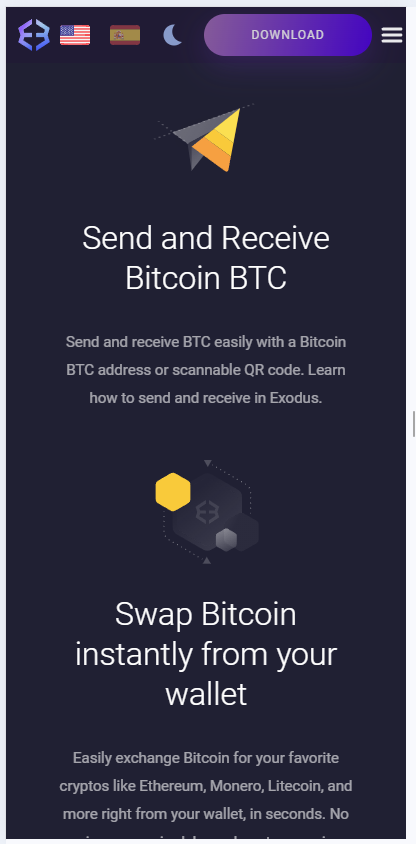 DOWNLOAD
Send and Receive
Bitcoin BTC
Send and receive BTC easily with a Bitcoin
BTC address or scannable QR code. Learn
how to send and receive in Exodus.
Swap Bitcoin
instantly from your
wallet
Easily exchange Bitcoin for your favorite
cryptos like Ethereum, Monero, Litecoin, and
more right from your wallet, in seconds. No